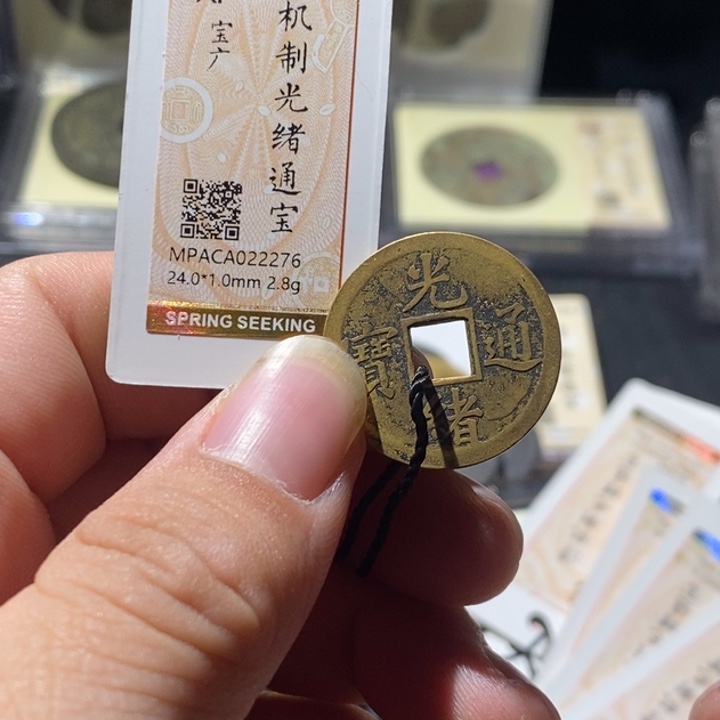 机制光绪通宝
宝广
MPACA022276
24.0*1.0mm 2.8g
SPRING SEEKING
光緒通寶